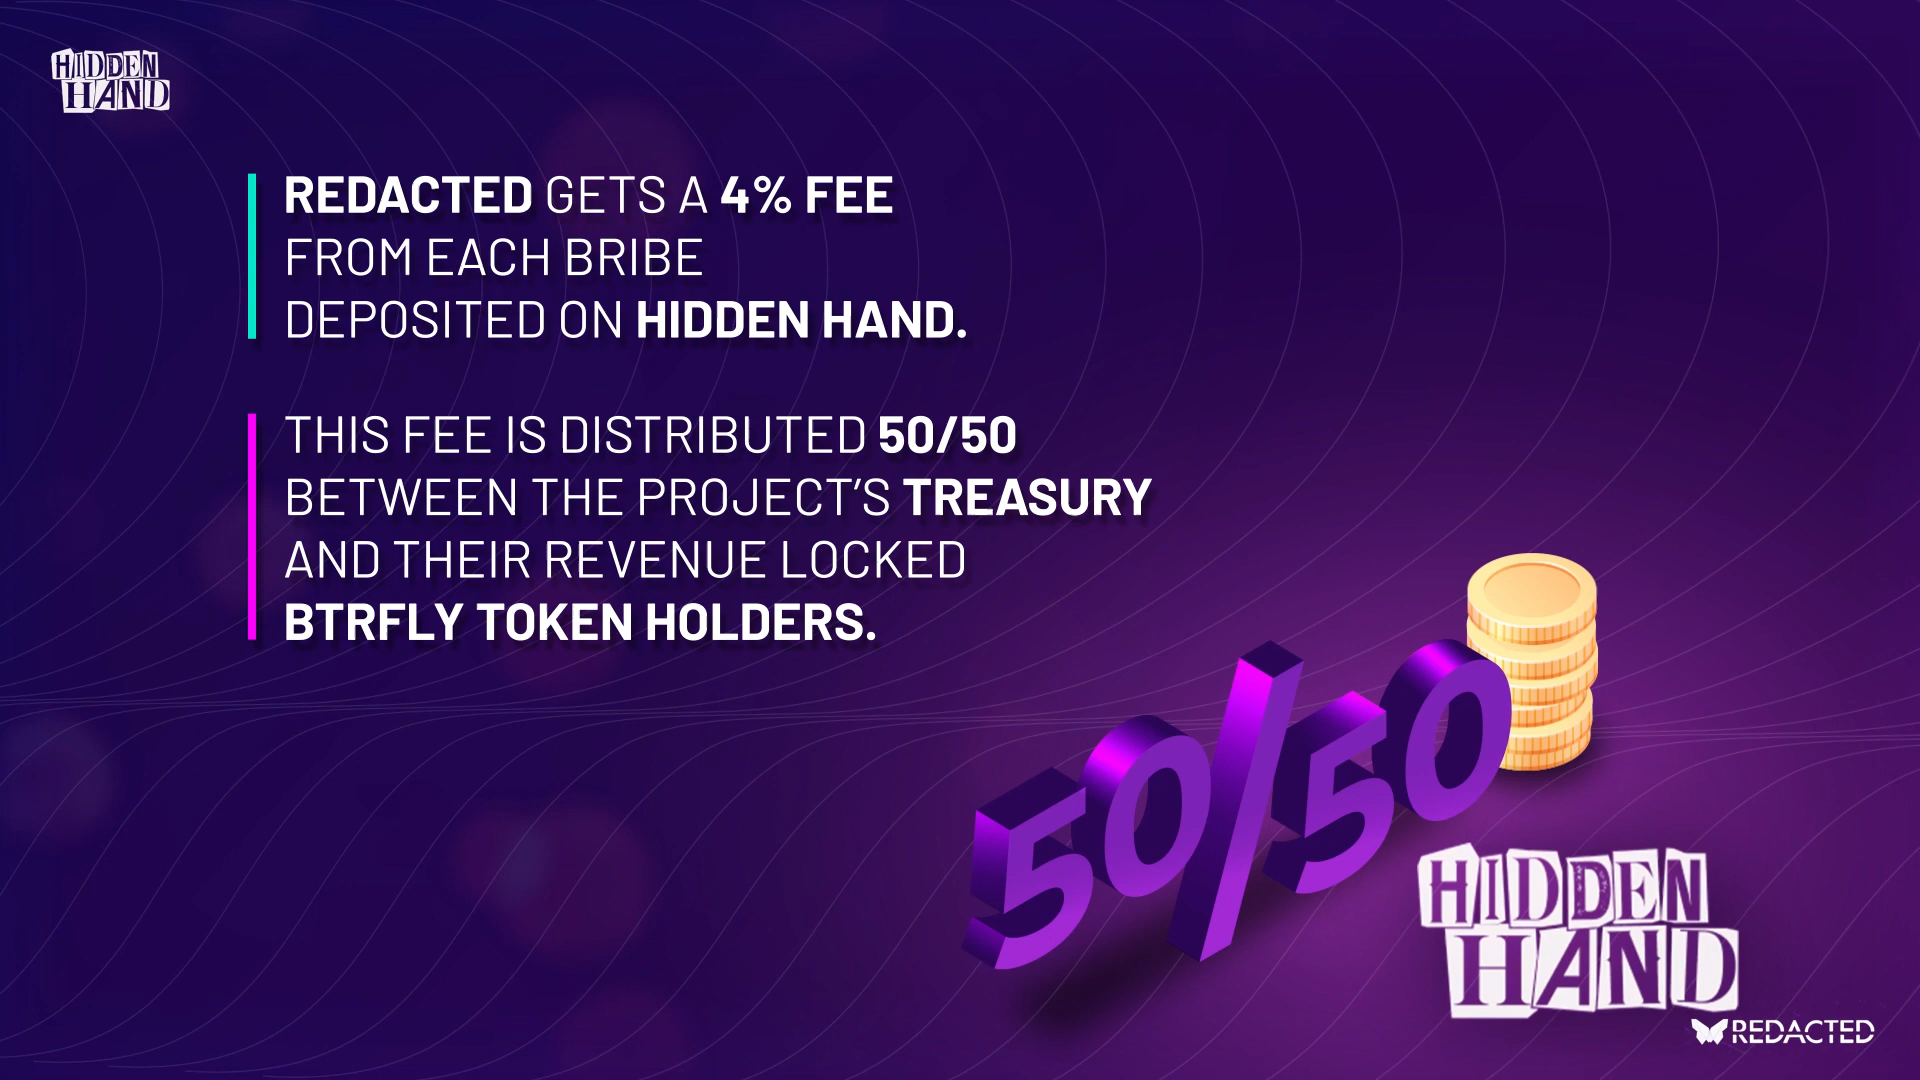 HIDDEN
HAND
REDACTED GETS A 4% FEE
FROM EACH BRIBE
DEPOSITED ON HIDDEN HAND.
THIS FEE IS DISTRIBUTED 50/50
BETWEEN THE PROJECT’S TREASURY
AND THEIR REVENUE LOCKED
BTRFLY TOKEN HOLDERS.
50/50
HIDDEN
HAND
REDACTED